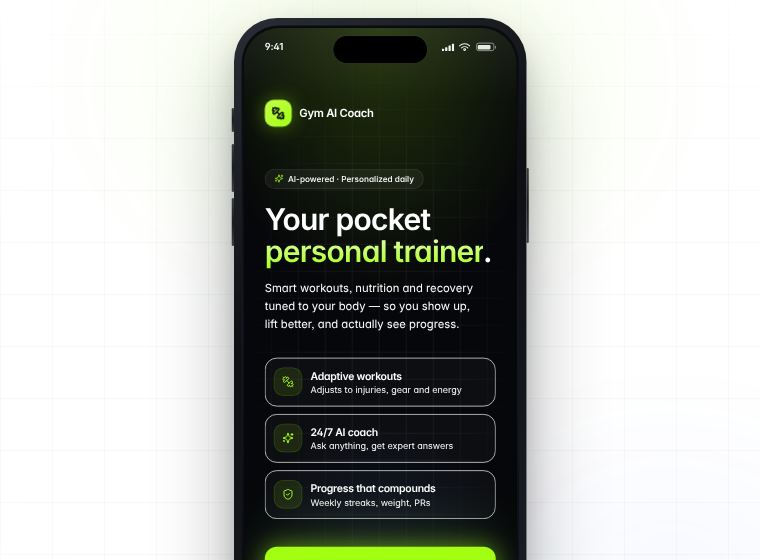 9:41
Gym AI Coach
AI-powered · Personalized daily
Your pocket
personal trainer.
Smart workouts, nutrition and recovery
tuned to your body — so you show up,
lift better, and actually see progress.
Adaptive workouts
Adjusts to injuries, gear and energy
24/7 AI coach
Ask anything, get expert answers
Progress that compounds
Weekly streaks, weight, PRs